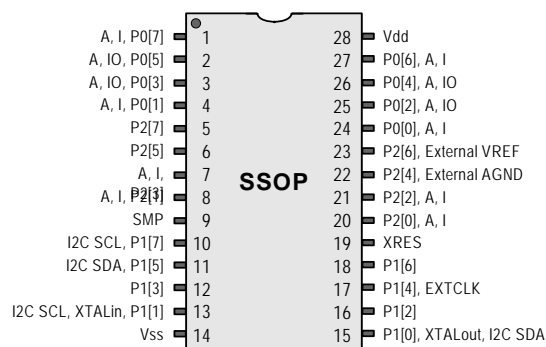 A, I, P0[7] 1 28 Vdd
A, IO, P0[5] 2 27 P0[6], A, I
A, IO, P0[3] 3 26 P0[4], A, IO
A, I, P0[1] 4 25 P0[2], A, IO
P2[7] 5 24 P0[0], A, I
P2[5] 6 23 P2[6], External VREF
A, I, P2[3] 7 SSOP 22 P2[4], External AGND
A, I, P2[1] 8 21 P2[2], A, I
SMP 9 20 P2[0], A, I
I2C SCL, P1[7] 10 19 XRES
I2C SDA, P1[5] 11 18 P1[6]
P1[3] 12 17 P1[4], EXTCLK
I2C SCL, XTALin, P1[1] 13 16 P1[2]
Vss 14 15 P1[0], XTALout, I2C SDA